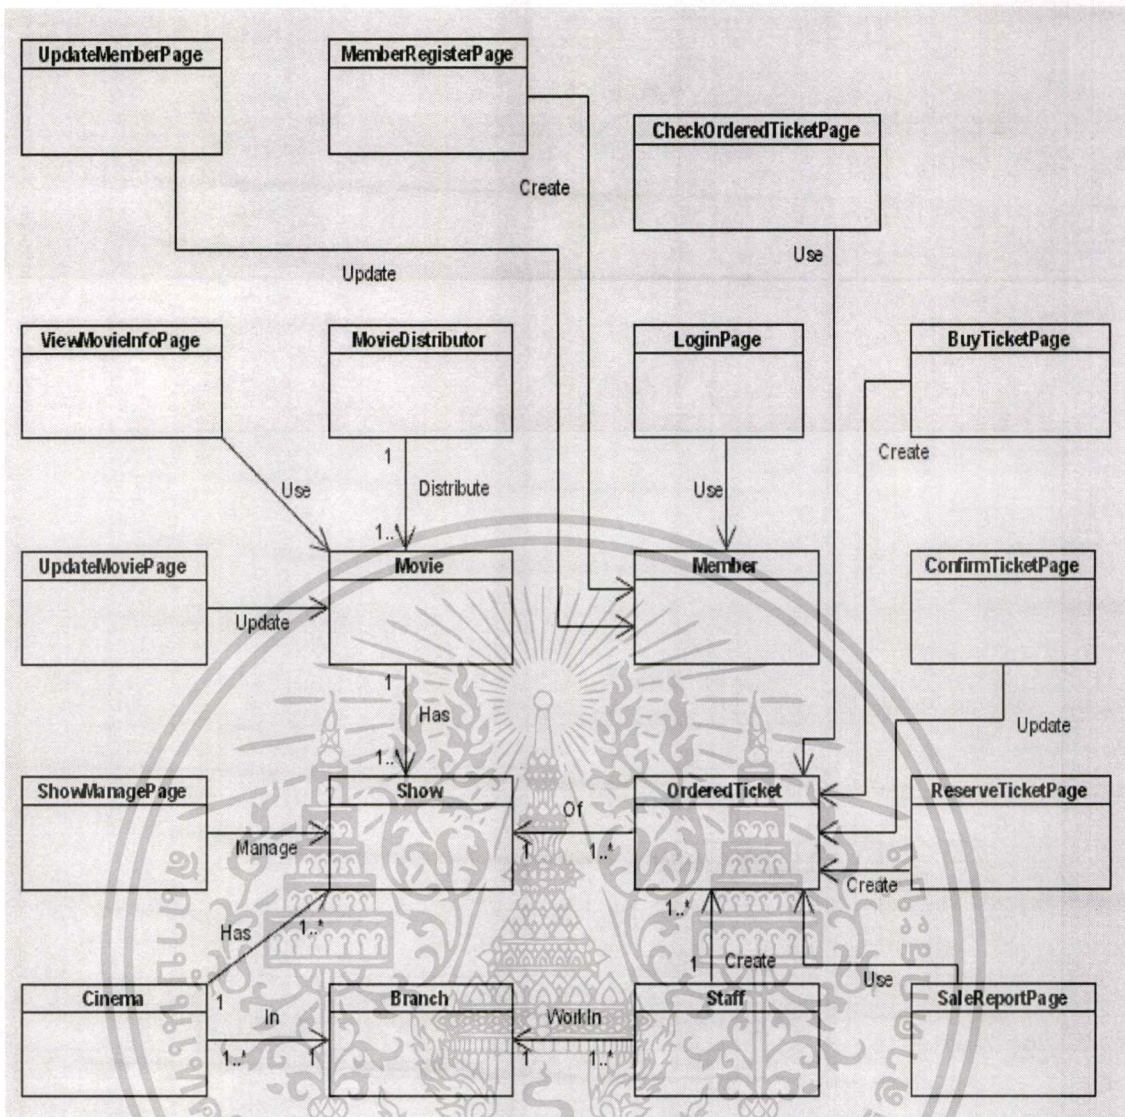 UpdateMemberPage
MemberRegisterPage
CheckOrderedTicketPage
Create
Use
Update
ViewMovieInfoPage
MovieDistributor
LoginPage
BuyTicketPage
1
Create
Use
Distribute
Use
1..*
UpdateMoviePage
Movie
Member
ConfirmTicketPage
Update
1
Has
Update
1..*
ShowManagePage
Show
OrderedTicket
ReserveTicketPage
Of
Manage
1
1..*
Create
1..*
1..*
Has
1
Create
Use
Cinema
1
Branch
Staff
SaleReportPage
In
WorkIn
1..*
1
1
1..*